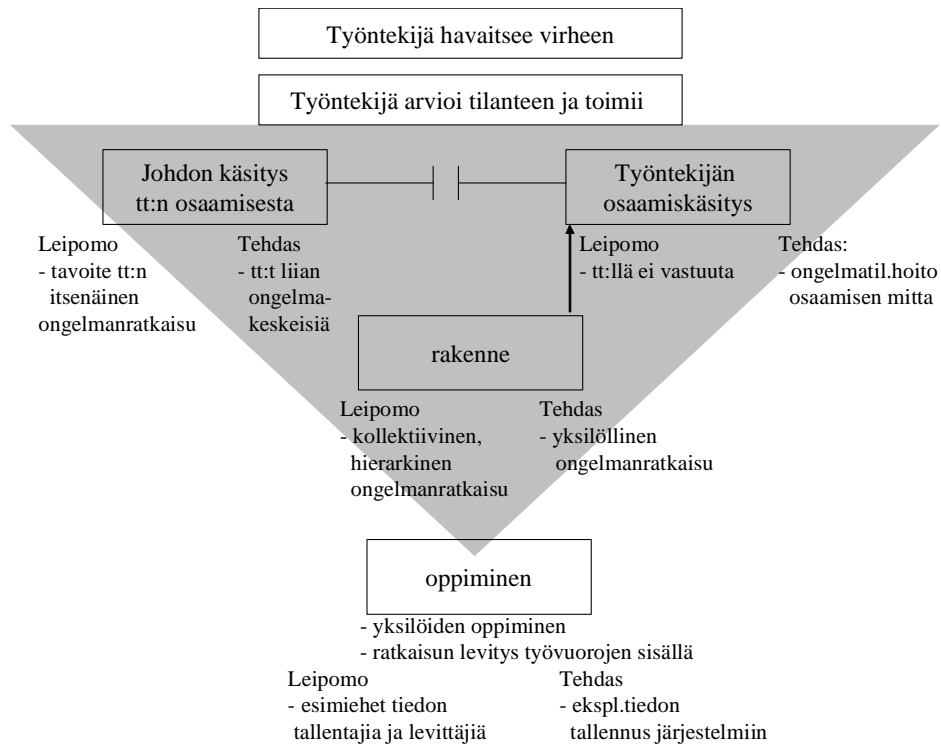 Työntekijä havaitsee virheen
Työntekijä arvioi tilanteen ja toimii
Johdon käsitys
tt:n osaamisesta
Työntekijän
osaamiskäsitys
Leipomo
- tavoite tt:n
itsenäinen
ongelmanratkaisu
Tehdas
- tt:t liian
ongelma-
keskeisiä
Leipomo
- tt:llä ei vastuuta
Tehdas:
- ongelmatil.hoito
osaamisen mitta
rakenne
Leipomo
- kollektiivinen,
hierarkinen
ongelmanratkaisu
Tehdas
- yksilöllinen
ongelmanratkaisu
oppiminen
- yksilöiden oppiminen
- ratkaisun levitys työvuorojen sisällä
Leipomo
- esimiehet tiedon
tallentajia ja levittäjiä
Tehdas
- ekspl.tiedon
tallennus järjestelmiin